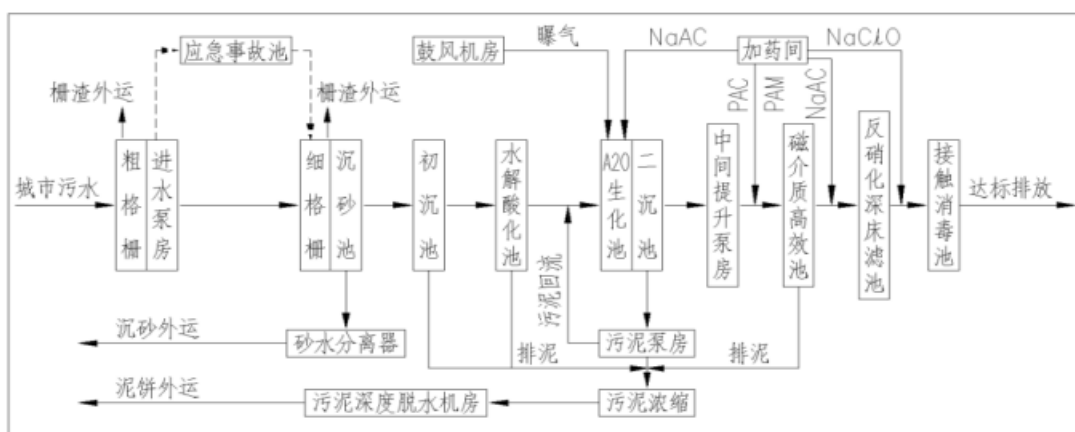 应急事故池
鼓风机房
曝气
NaAC
加药间
NaClO
栅渣外运
栅渣外运
PAC
PAM
NaAC
城市污水
粗格栅
进水泵房
细格栅
沉砂池
初沉池
水解酸化池
A2O生化池
二沉池
中间提升泵房
磁介质高效池
反硝化深床滤池
接触消毒池
达标排放
污泥回流
沉砂外运
砂水分离器
排泥
污泥泵房
排泥
泥饼外运
污泥深度脱水机房
污泥浓缩